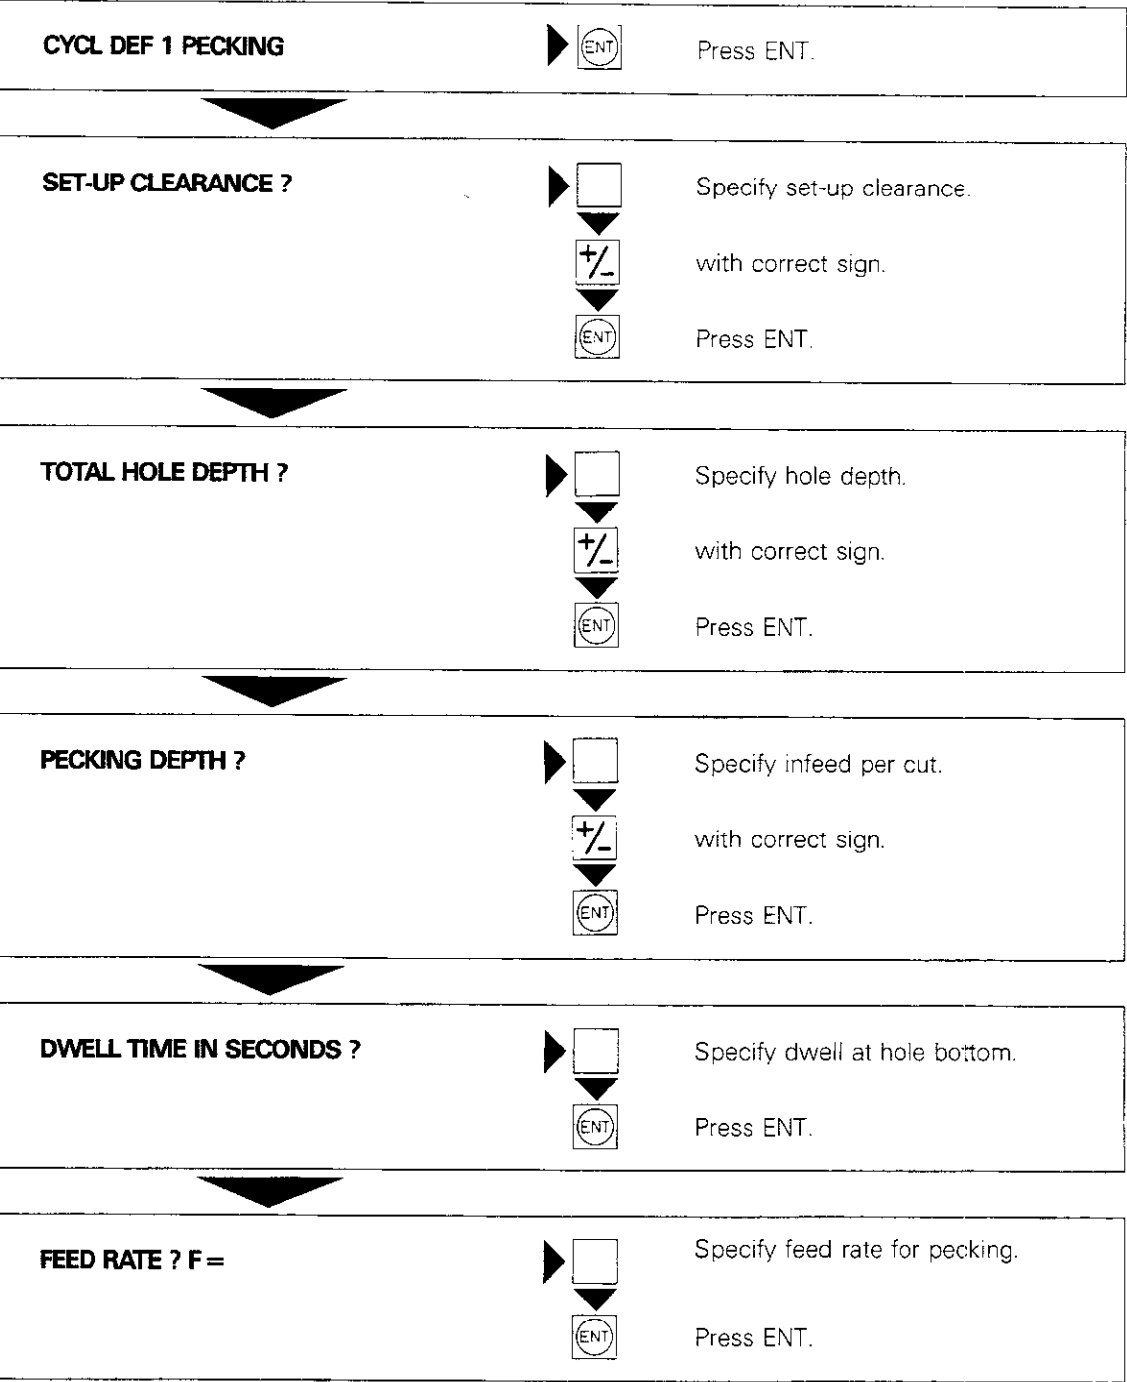 CYCL DEF 1 PECKING
ENT
Press ENT.
SET-UP CLEARANCE ?
Specify set-up clearance.
+/-
with correct sign.
ENT
Press ENT.
TOTAL HOLE DEPTH ?
Specify hole depth.
+/-
with correct sign.
ENT
Press ENT.
PECKING DEPTH ?
Specify infeed per cut.
+/-
with correct sign.
ENT
Press ENT.
DWELL TIME IN SECONDS ?
Specify dwell at hole bottom.
ENT
Press ENT.
FEED RATE ? F =
Specify feed rate for pecking.
ENT
Press ENT.